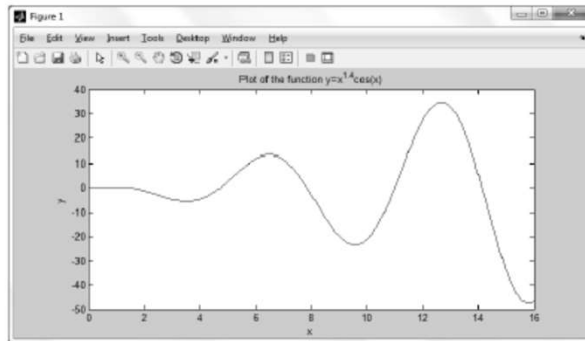 Figure 1
File Edit View Insert Tools Desktop Window Help
Plot of the function y=x^1.4cos(x)
40
30
20
10
0
-10
-20
-30
-40
-50
y
0 2 4 6 8 10 12 14 16
x